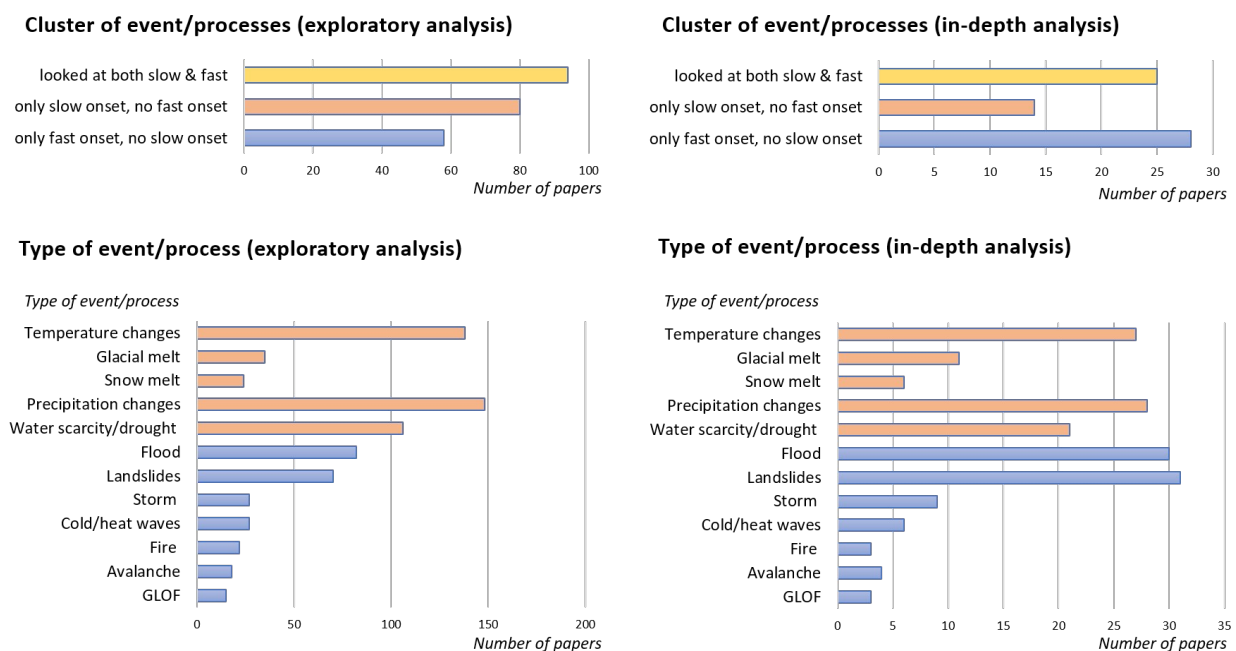 Cluster of event/processes (exploratory analysis)
looked at both slow & fast
only slow onset, no fast onset
only fast onset, no slow onset
0 20 40 60 80 100
Number of papers
Cluster of event/processes (in-depth analysis)
looked at both slow & fast
only slow onset, no fast onset
only fast onset, no slow onset
0 5 10 15 20 25 30
Number of papers
Type of event/process (exploratory analysis)
Type of event/process
Temperature changes
Glacial melt
Snow melt
Precipitation changes
Water scarcity/drought
Flood
Landslides
Storm
Cold/heat waves
Fire
Avalanche
GLOF
0 50 100 150 200
Number of papers
Type of event/process (in-depth analysis)
Type of event/process
Temperature changes
Glacial melt
Snow melt
Precipitation changes
Water scarcity/drought
Flood
Landslides
Storm
Cold/heat waves
Fire
Avalanche
GLOF
0 5 10 15 20 25 30 35
Number of papers